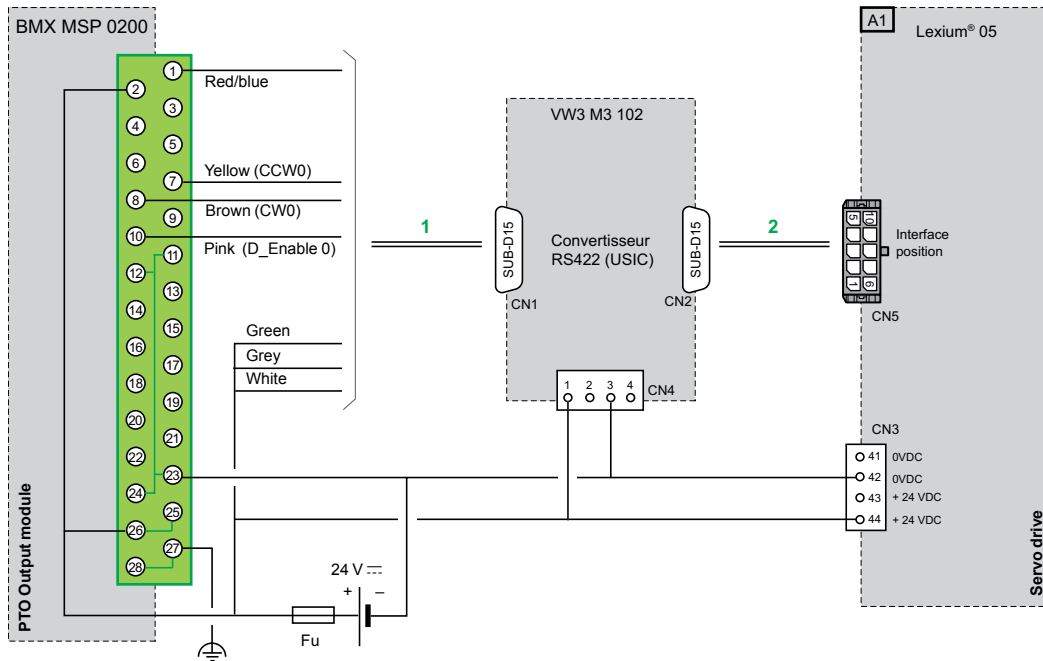 BMX MSP 0200
A1
Lexium® 05
1
2
3
4
5
6
7
8
9
10
11
12
13
14
15
16
17
18
19
20
21
22
23
24
25
26
27
28
Red/blue
Yellow (CCW0)
Brown (CW0)
Pink (D_Enable 0)
Green
Grey
White
1
VW3 M3 102
SUB-D15
CN1
Convertisseur
RS422 (USIC)
SUB-D15
CN2
1 2 3 4
CN4
2
5 10
1 6
Interface
position
CN5
CN3
41 0VDC
42 0VDC
43 + 24 VDC
44 + 24 VDC
24 V
+ –
Fu
PTO Output module
Servo drive